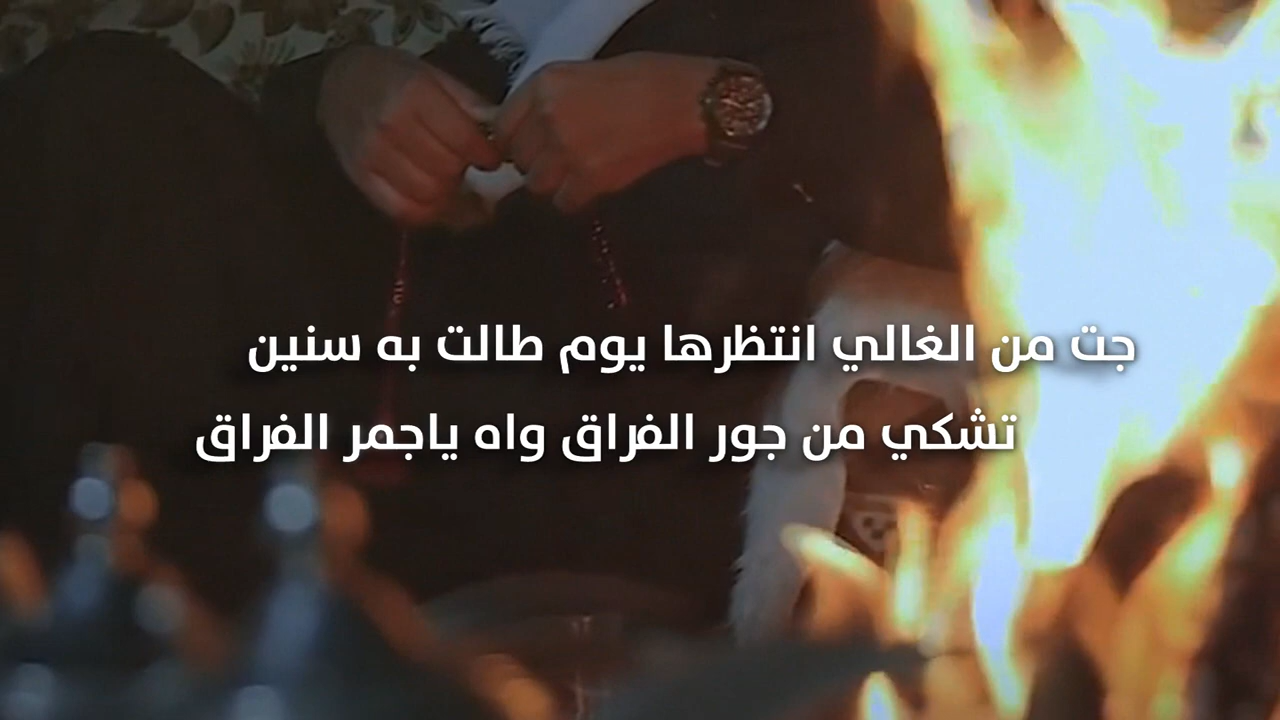 جت من الغالي انتظرها يوم طالت به سنين
تشكي من جور الفراق واه ياجمر الفراق